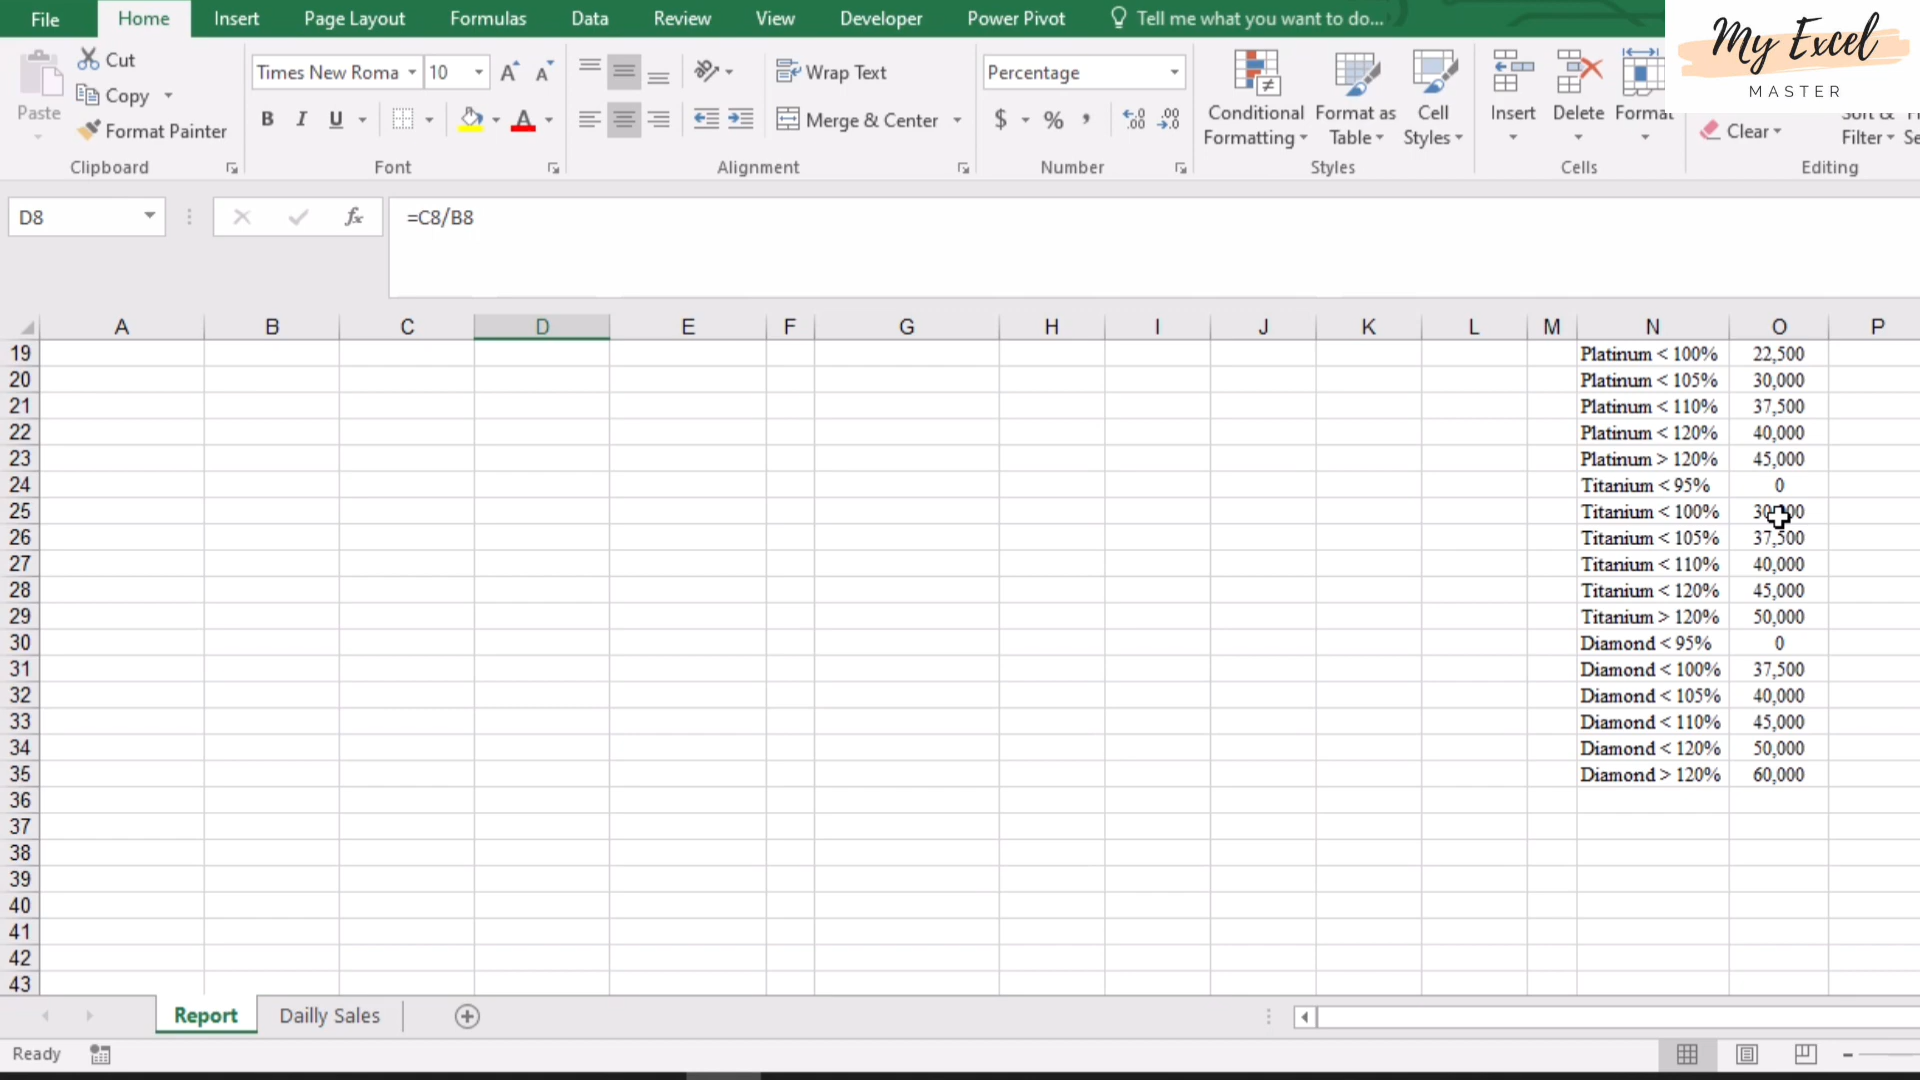 File Home Insert Page Layout Formulas Data Review View Developer Power Pivot Tell me what you want to do...
My Excel
MASTER
Paste
Cut
Copy
Format Painter
Clipboard
Times New Roma 10 A A
B I U A
Font
Wrap Text
Merge & Center
Alignment
Percentage
$ % ,
Number
Conditional Formatting
Format as Table
Cell Styles
Styles
Insert
Delete
Format
Cells
Clear
Filter
Editing
D8 fx =C8/B8
A B C D E F G H I J K L M N O P
19 Platinum < 100% 22,500
20 Platinum < 105% 30,000
21 Platinum < 110% 37,500
22 Platinum < 120% 40,000
23 Platinum > 120% 45,000
24 Titanium < 95% 0
25 Titanium < 100%
26 Titanium < 105% 37,500
27 Titanium < 110% 40,000
28 Titanium < 120% 45,000
29 Titanium > 120% 50,000
30 Diamond < 95% 0
31 Diamond < 100% 37,500
32 Diamond < 105% 40,000
33 Diamond < 110% 45,000
34 Diamond < 120% 50,000
35 Diamond > 120% 60,000
36
37
38
39
40
41
42
43
Report Dailly Sales
Ready